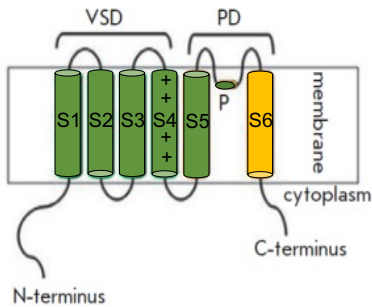 VSD PD
S1 S2 S3 S4 S5 P S6
+
+
+
+
membrane
cytoplasm
C-terminus
N-terminus